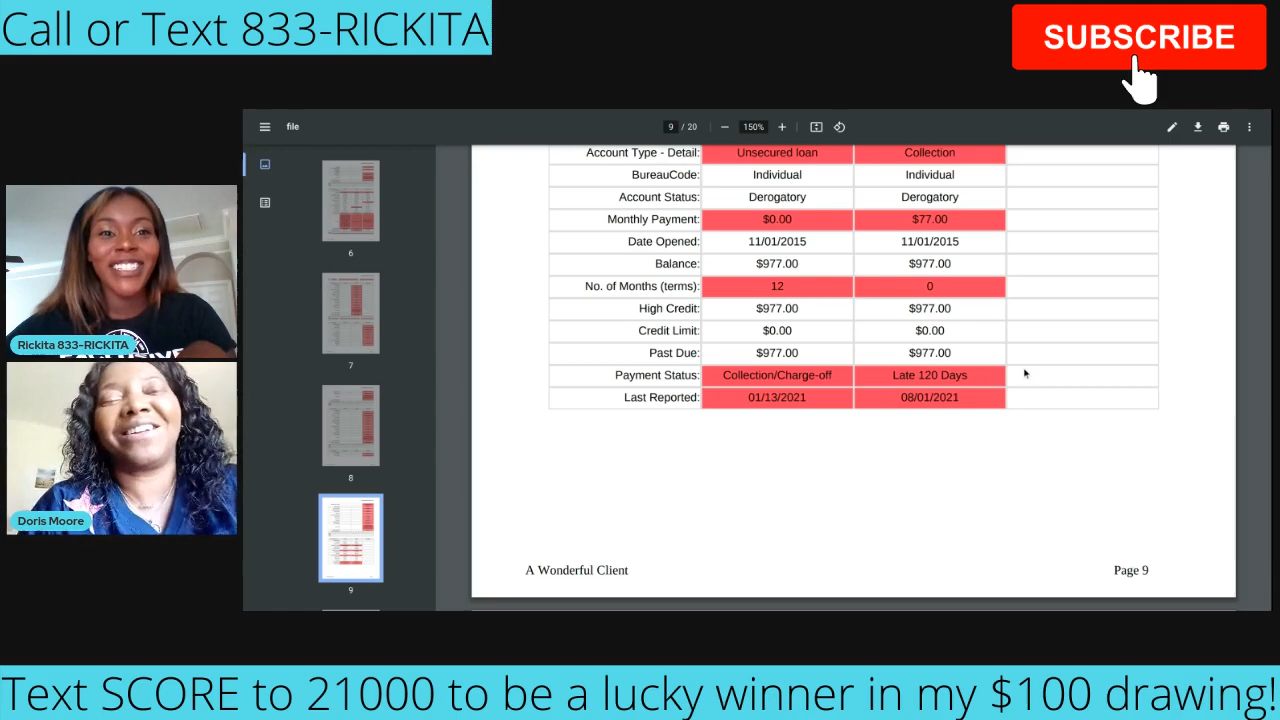 Call or Text 833-RICKITA
SUBSCRIBE
file
9 / 20
150%
Account Type - Detail: Unsecured loan Collection
BureauCode: Individual Individual
Account Status: Derogatory Derogatory
Monthly Payment: $0.00 $77.00
Date Opened: 11/01/2015 11/01/2015
Balance: $977.00 $977.00
No. of Months (terms): 12 0
High Credit: $977.00 $977.00
Credit Limit: $0.00 $0.00
Past Due: $977.00 $977.00
Payment Status: Collection/Charge-off Late 120 Days
Last Reported: 01/13/2021 08/01/2021
A Wonderful Client Page 9
6
7
8
9
Rickita 833-RICKITA
Doris Moore
Text SCORE to 21000 to be a lucky winner in my $100 drawing!